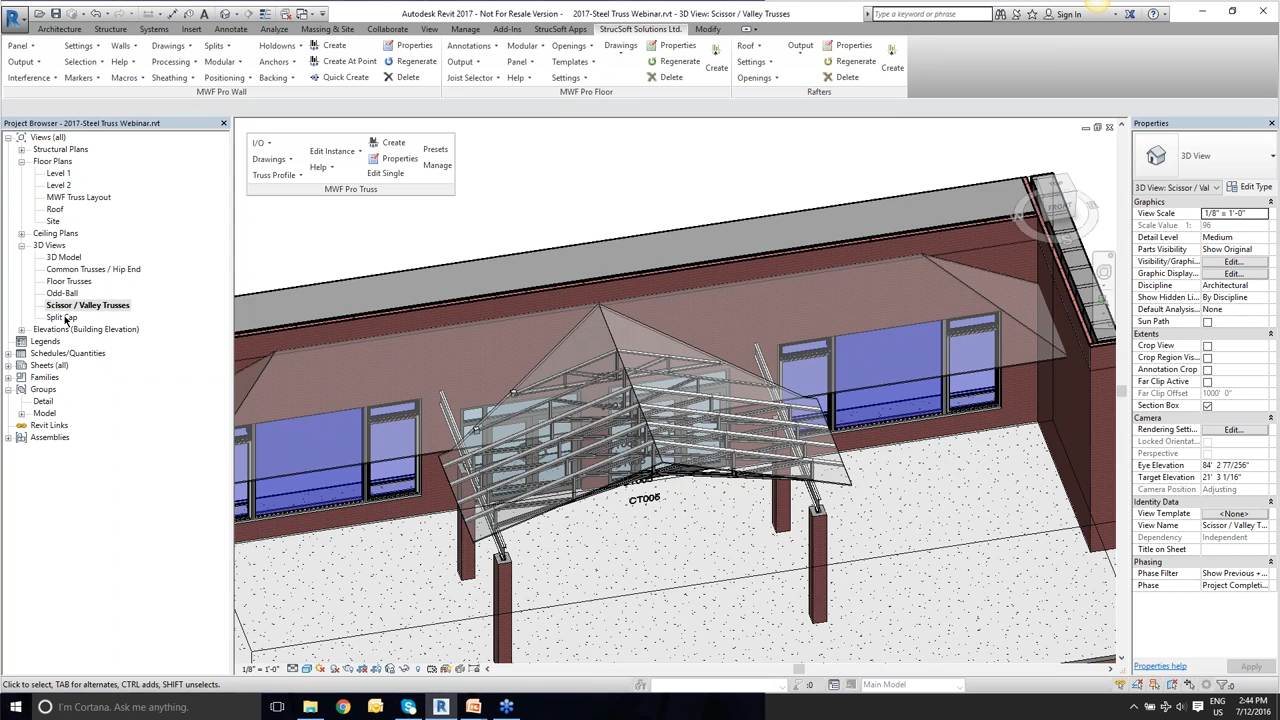 Autodesk Revit 2017 - Not For Resale Version - 2017-Steel Truss Webinar.rvt - 3D View: Scissor / Valley Trusses
Type a keyword or phrase
Sign In
Architecture Structure Systems Insert Annotate Analyze Massing & Site Collaborate View Manage Add-Ins StrucSoft Apps StrucSoft Solutions Ltd. Modify
Panel Settings Walls Drawings Splits Holdowns Create Properties Annotations Modular Openings Drawings Properties Roof Output Properties
Output Selection Help Processing Modular Anchors Create At Point Regenerate Output Panel Templates Regenerate Create Settings Regenerate Create
Interference Markers Macros Sheathing Positioning Backing Quick Create Delete Joist Selector Help Settings Delete Openings Delete
MWF Pro Wall MWF Pro Floor Rafters
Project Browser - 2017-Steel Truss Webinar.rvt
Views (all)
Structural Plans
Floor Plans
Level 1
Level 2
MWF Truss Layout
Roof
Site
Ceiling Plans
3D Views
3D Model
Common Trusses / Hip End
Floor Trusses
Odd-Ball
Scissor / Valley Trusses
Split Cap
Elevations (Building Elevation)
Legends
Schedules/Quantities
Sheets (all)
Families
Groups
Detail
Model
Revit Links
Assemblies
I/O Edit Instance Create Presets
Drawings Help Properties Manage
Truss Profile Edit Single
MWF Pro Truss
FRONT
CT005
Properties
3D View
3D View: Scissor / Val Edit Type
Graphics
View Scale 1/8" = 1'-0"
Scale Value 1: 96
Detail Level Medium
Parts Visibility Show Original
Visibility/Graphi... Edit...
Graphic Display... Edit...
Discipline Architectural
Show Hidden Li... By Discipline
Default Analysis... None
Sun Path
Extents
Crop View
Crop Region Vis...
Annotation Crop
Far Clip Active
Far Clip Offset 1000' 0"
Section Box
Camera
Rendering Setti... Edit...
Locked Orientat...
Perspective
Eye Elevation 84' 2 77/256"
Target Elevation 21' 3 1/16"
Camera Position Adjusting
Identity Data
View Template <None>
View Name Scissor / Valley T...
Dependency Independent
Title on Sheet
Phasing
Phase Filter Show Previous +...
Phase Project Completi...
Properties help Apply
1/8" = 1'-0"
Click to select, TAB for alternates, CTRL adds, SHIFT unselects.
:0
Main Model
:0
I'm Cortana. Ask me anything.
ENG 2:44 PM
US 7/12/2016